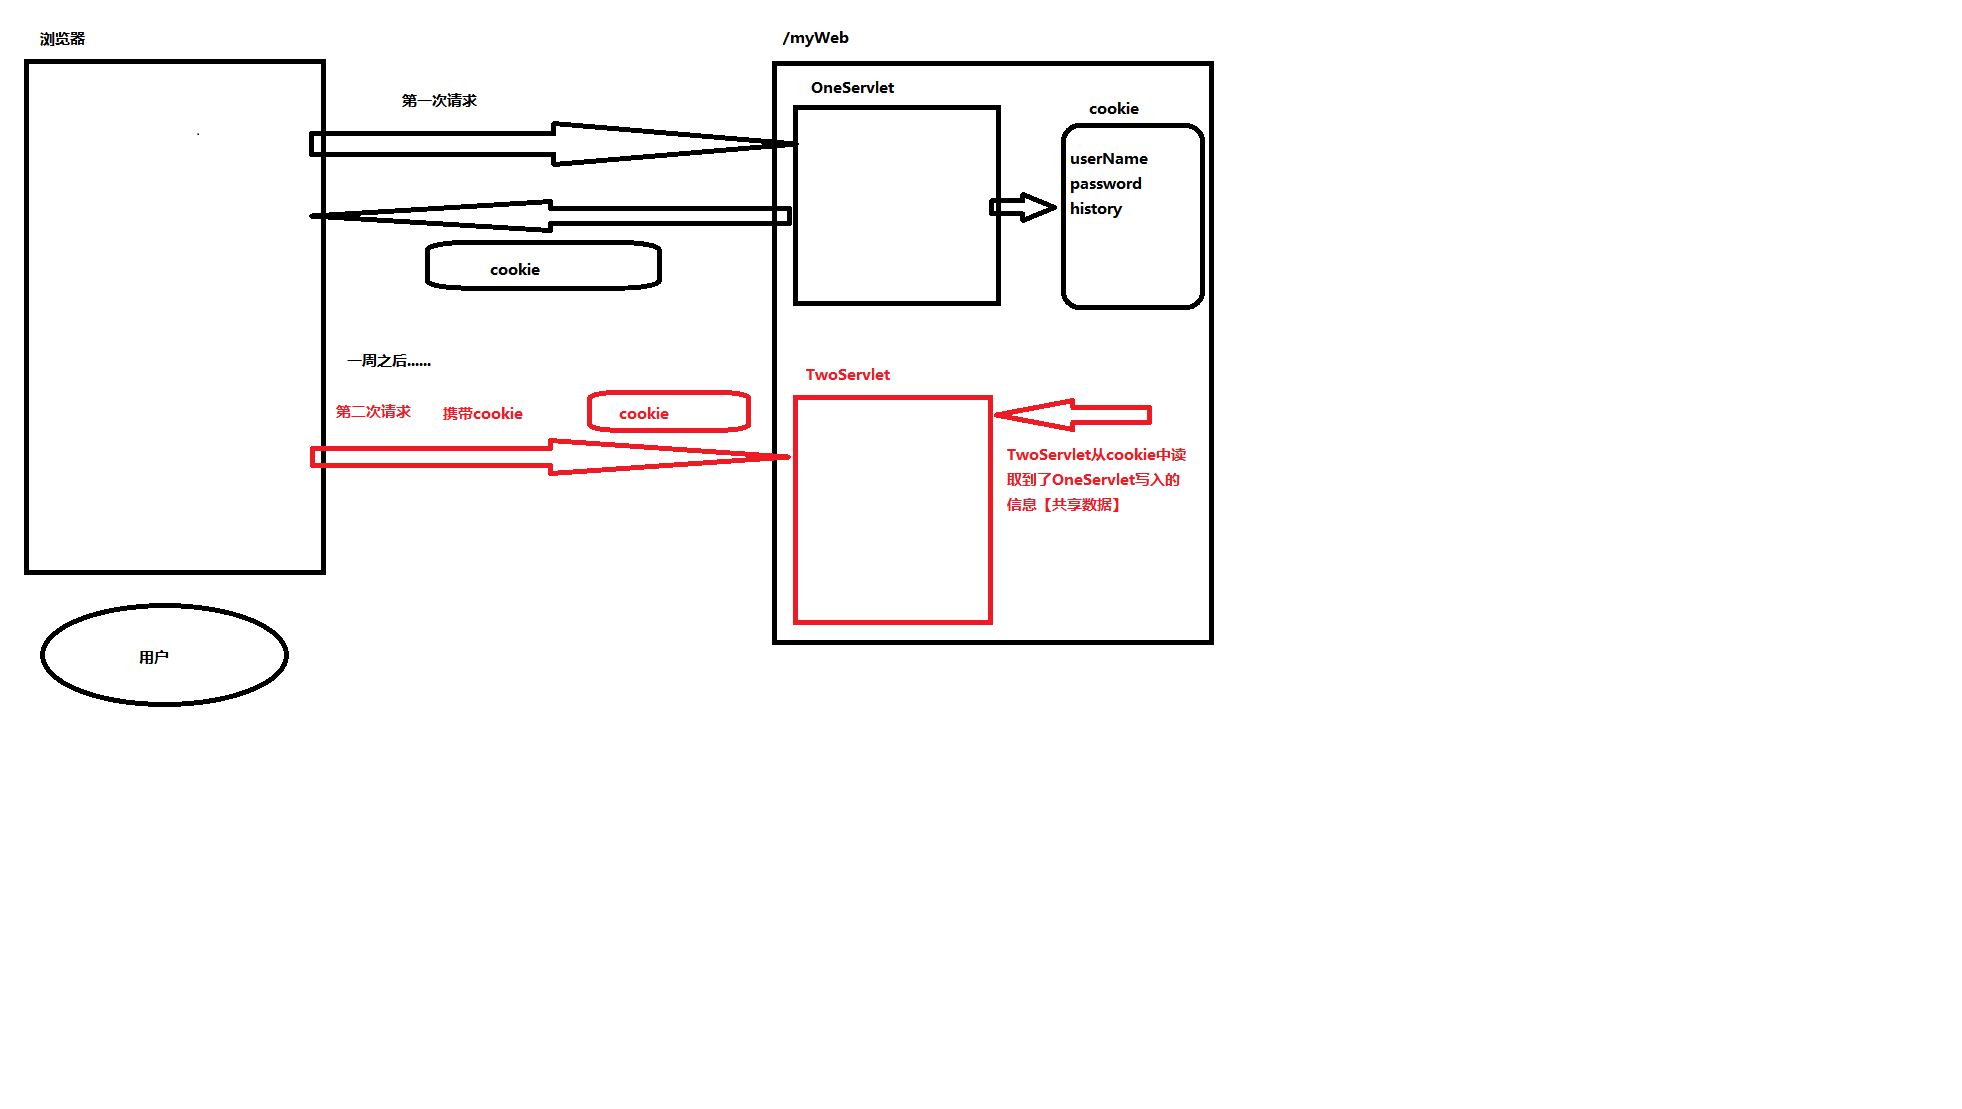 浏览器
/myWeb
OneServlet
第一次请求
cookie
userName
password
history
cookie
一周之后......
TwoServlet
第二次请求
携带cookie
cookie
TwoServlet从cookie中读
取到了OneServlet写入的
信息【共享数据】
用户